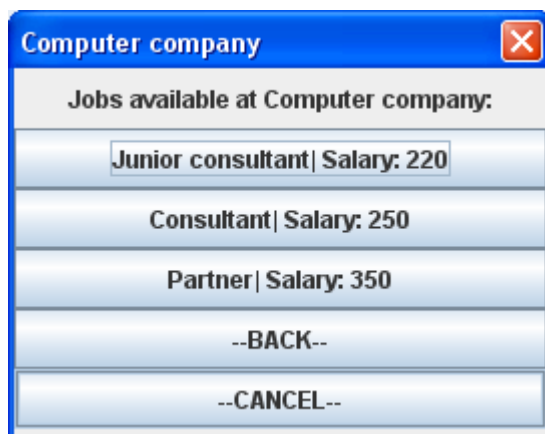 Computer company
Jobs available at Computer company:
Junior consultant| Salary: 220
Consultant| Salary: 250
Partner| Salary: 350
--BACK--
--CANCEL--